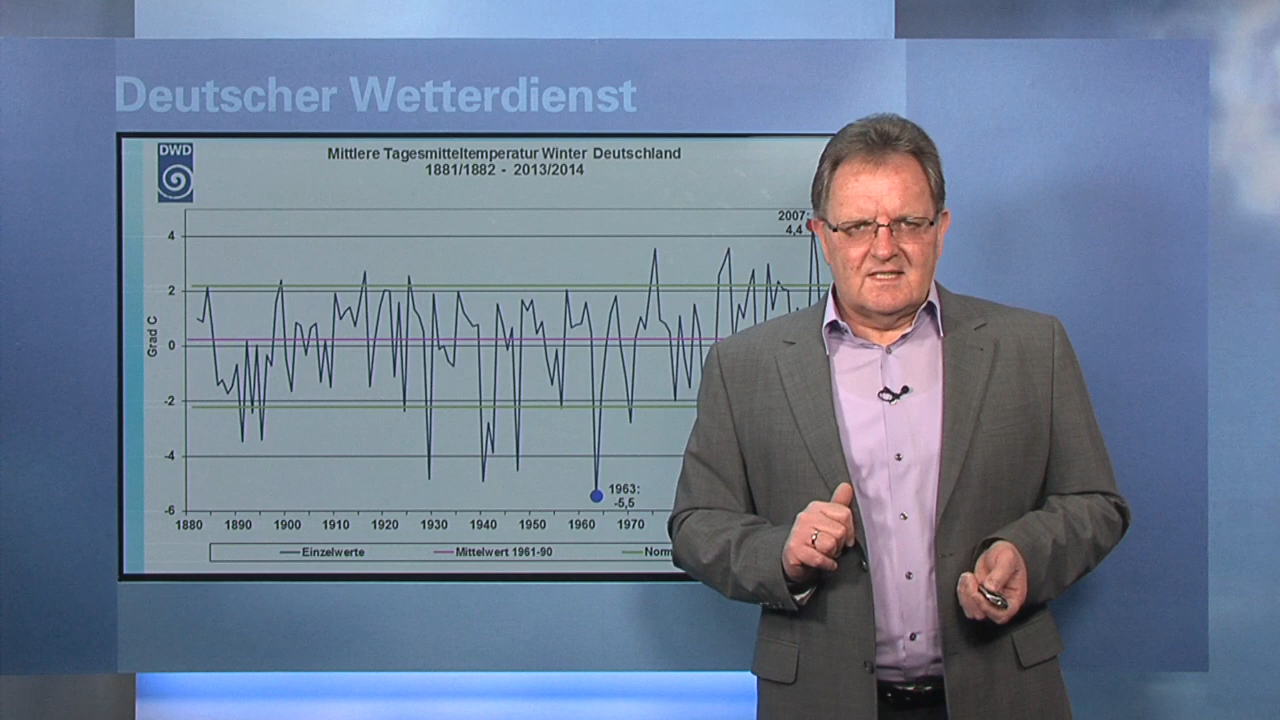 Deutscher Wetterdienst
DWD
Mittlere Tagesmitteltemperatur Winter Deutschland
1881/1882 - 2013/2014
2007:
4,4
4
2
0
-2
-4
-6
Grad C
1963:
-5,5
1880 1890 1900 1910 1920 1930 1940 1950 1960 1970
Einzelwerte Mittelwert 1961-90 Norm